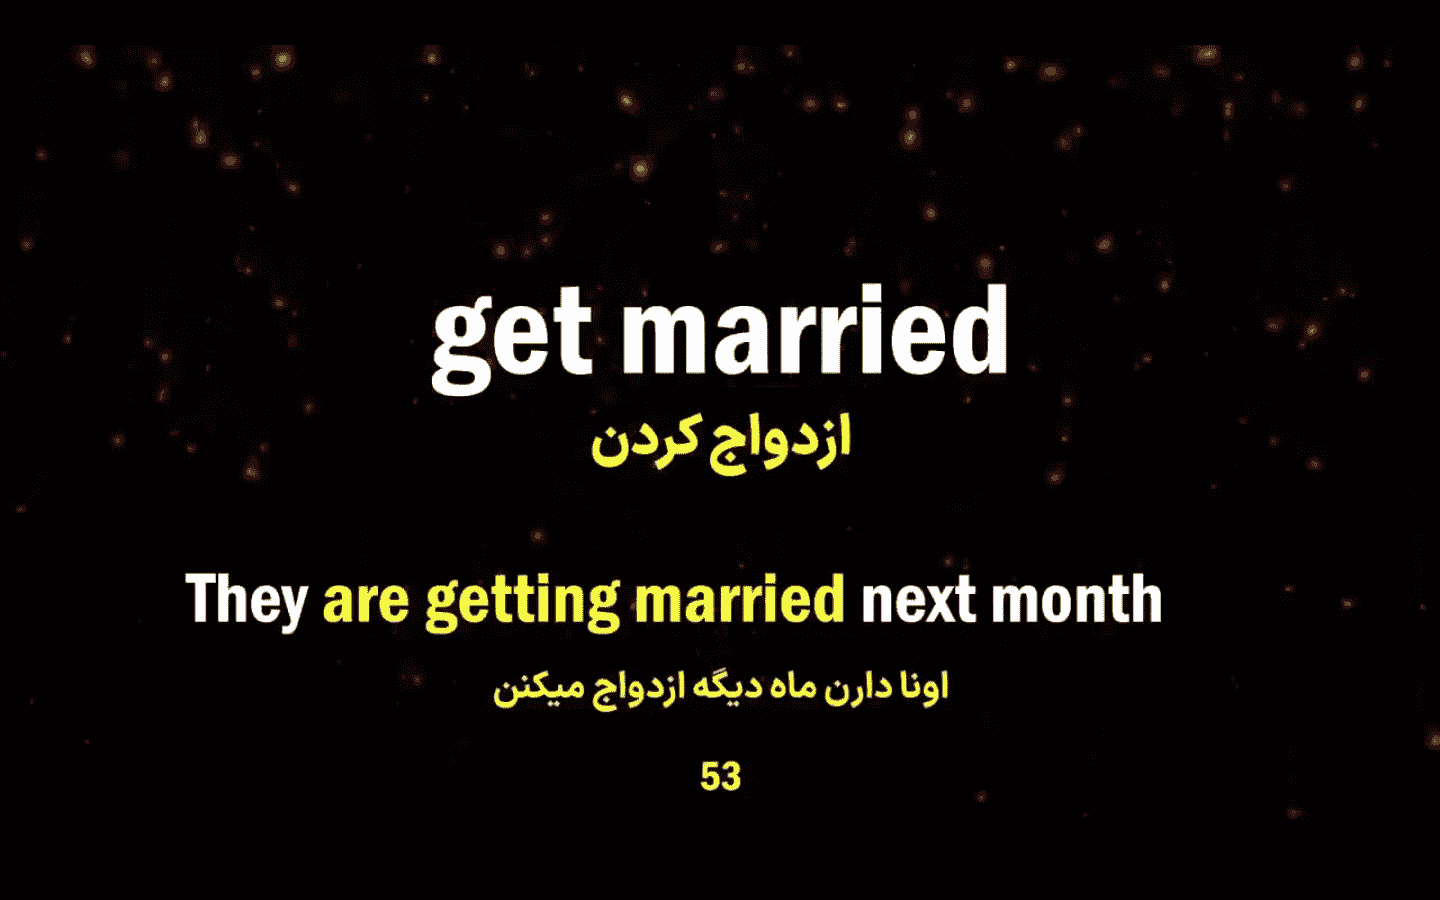 get married
ازدواج کردن
They are getting married next month
اونا دارن ماه دیگه ازدواج میکنن
53